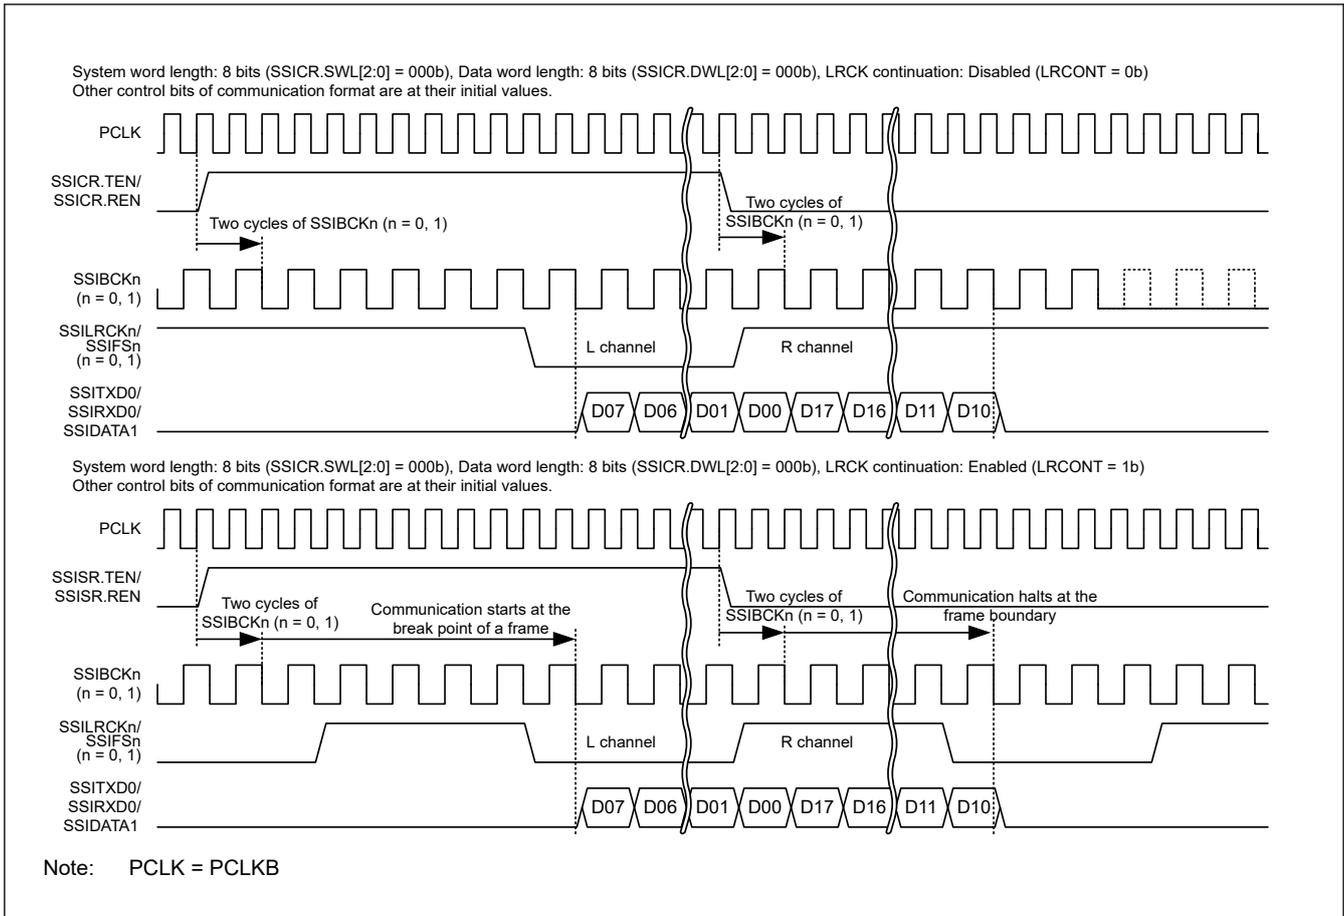 System word length: 8 bits (SSICR.SWL[2:0] = 000b), Data word length: 8 bits (SSICR.DWL[2:0] = 000b), LRCK continuation: Disabled (LRCONT = 0b)
Other control bits of communication format are at their initial values.
PCLK
SSICR.TEN/
SSICR.REN
Two cycles of SSIBCKn (n = 0, 1)
Two cycles of
SSIBCKn (n = 0, 1)
SSIBCKn
(n = 0, 1)
SSILRCKn/
SSIFSn
(n = 0, 1)
L channel
R channel
SSITXD0/
SSIRXD0/
SSIDATA1
D07 D06 D01 D00 D17 D16 D11 D10
System word length: 8 bits (SSICR.SWL[2:0] = 000b), Data word length: 8 bits (SSICR.DWL[2:0] = 000b), LRCK continuation: Enabled (LRCONT = 1b)
Other control bits of communication format are at their initial values.
PCLK
SSISR.TEN/
SSISR.REN
Two cycles of
SSIBCKn (n = 0, 1)
Communication starts at the
break point of a frame
Two cycles of
SSIBCKn (n = 0, 1)
Communication halts at the
frame boundary
SSIBCKn
(n = 0, 1)
SSILRCKn/
SSIFSn
(n = 0, 1)
L channel
R channel
SSITXD0/
SSIRXD0/
SSIDATA1
D07 D06 D01 D00 D17 D16 D11 D10
Note: PCLK = PCLKB